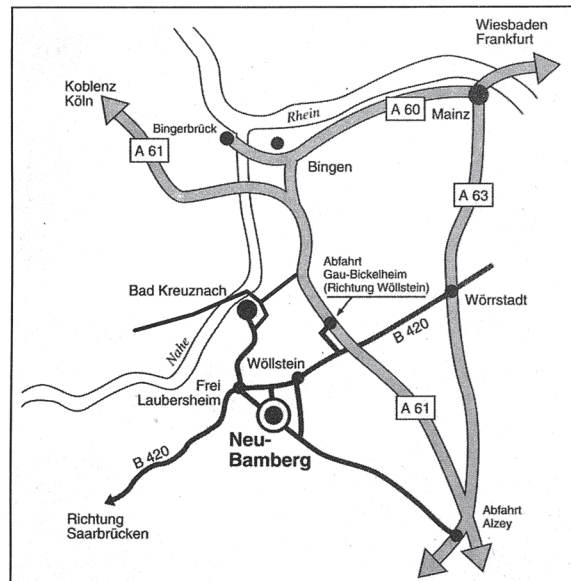 Wiesbaden
Frankfurt
Koblenz
Köln
Rhein
A 60
Mainz
Bingerbrück
A 61
Bingen
A 63
Abfahrt
Gau-Bickelheim
(Richtung Wöllstein)
Bad Kreuznach
Wörrstadt
B 420
Nahe
Wöllstein
Frei
Laubersheim
A 61
Neu-
Bamberg
B 420
Richtung
Saarbrücken
Abfahrt
Alzey